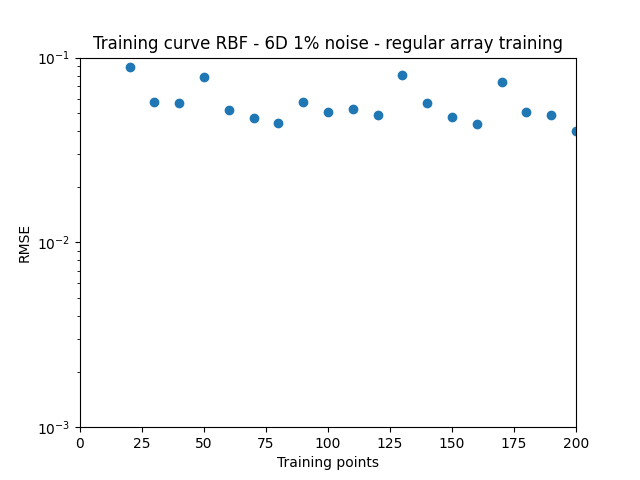 Training curve RBF - 6D 1% noise - regular array training
10⁻¹
10⁻²
10⁻³
RMSE
0 25 50 75 100 125 150 175 200
Training points